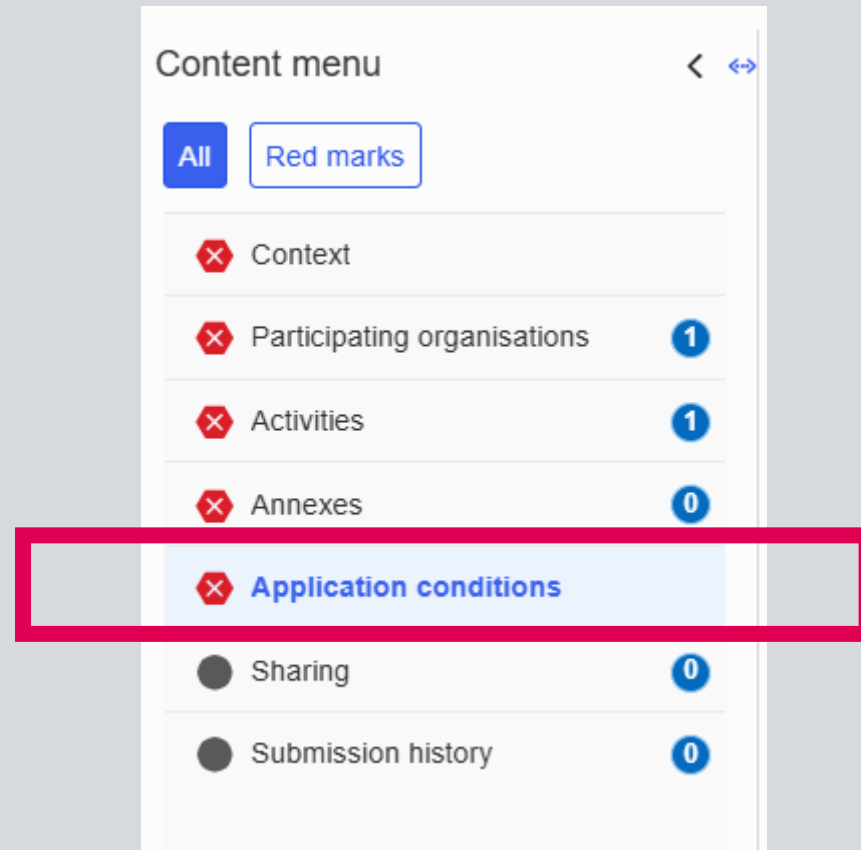 Content menu
All
Red marks
Context
Participating organisations 1
Activities 1
Annexes 0
Application conditions
Sharing 0
Submission history 0